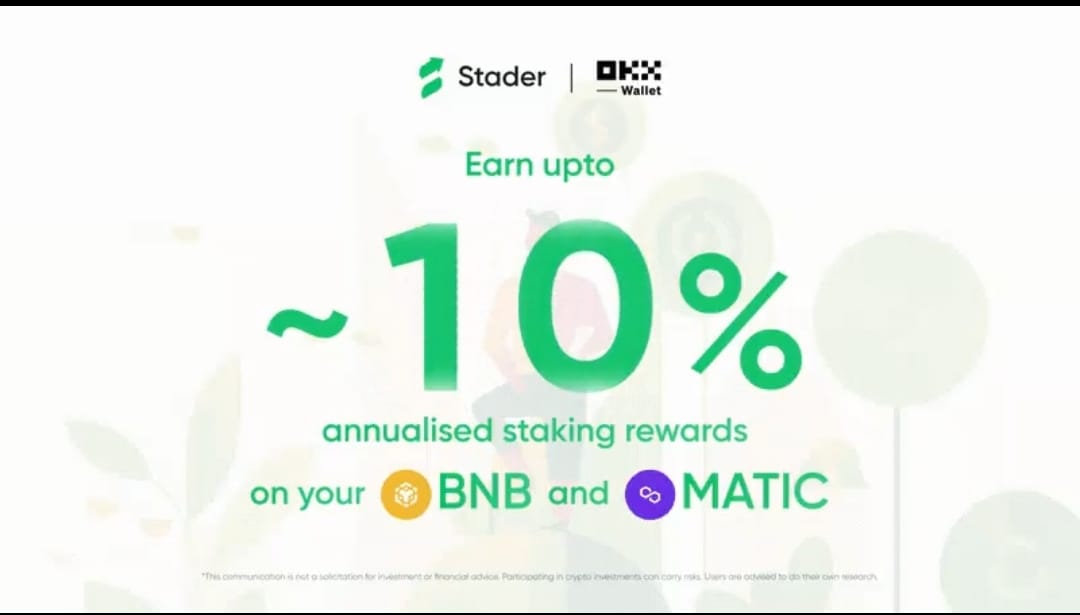 Stader | OKX Wallet
Earn upto
~10%
annualised staking rewards
on your BNB and MATIC
*This communication is not a solicitation for investment or financial advice. Participating in crypto investments can carry risks. Users are advised to do their own research.